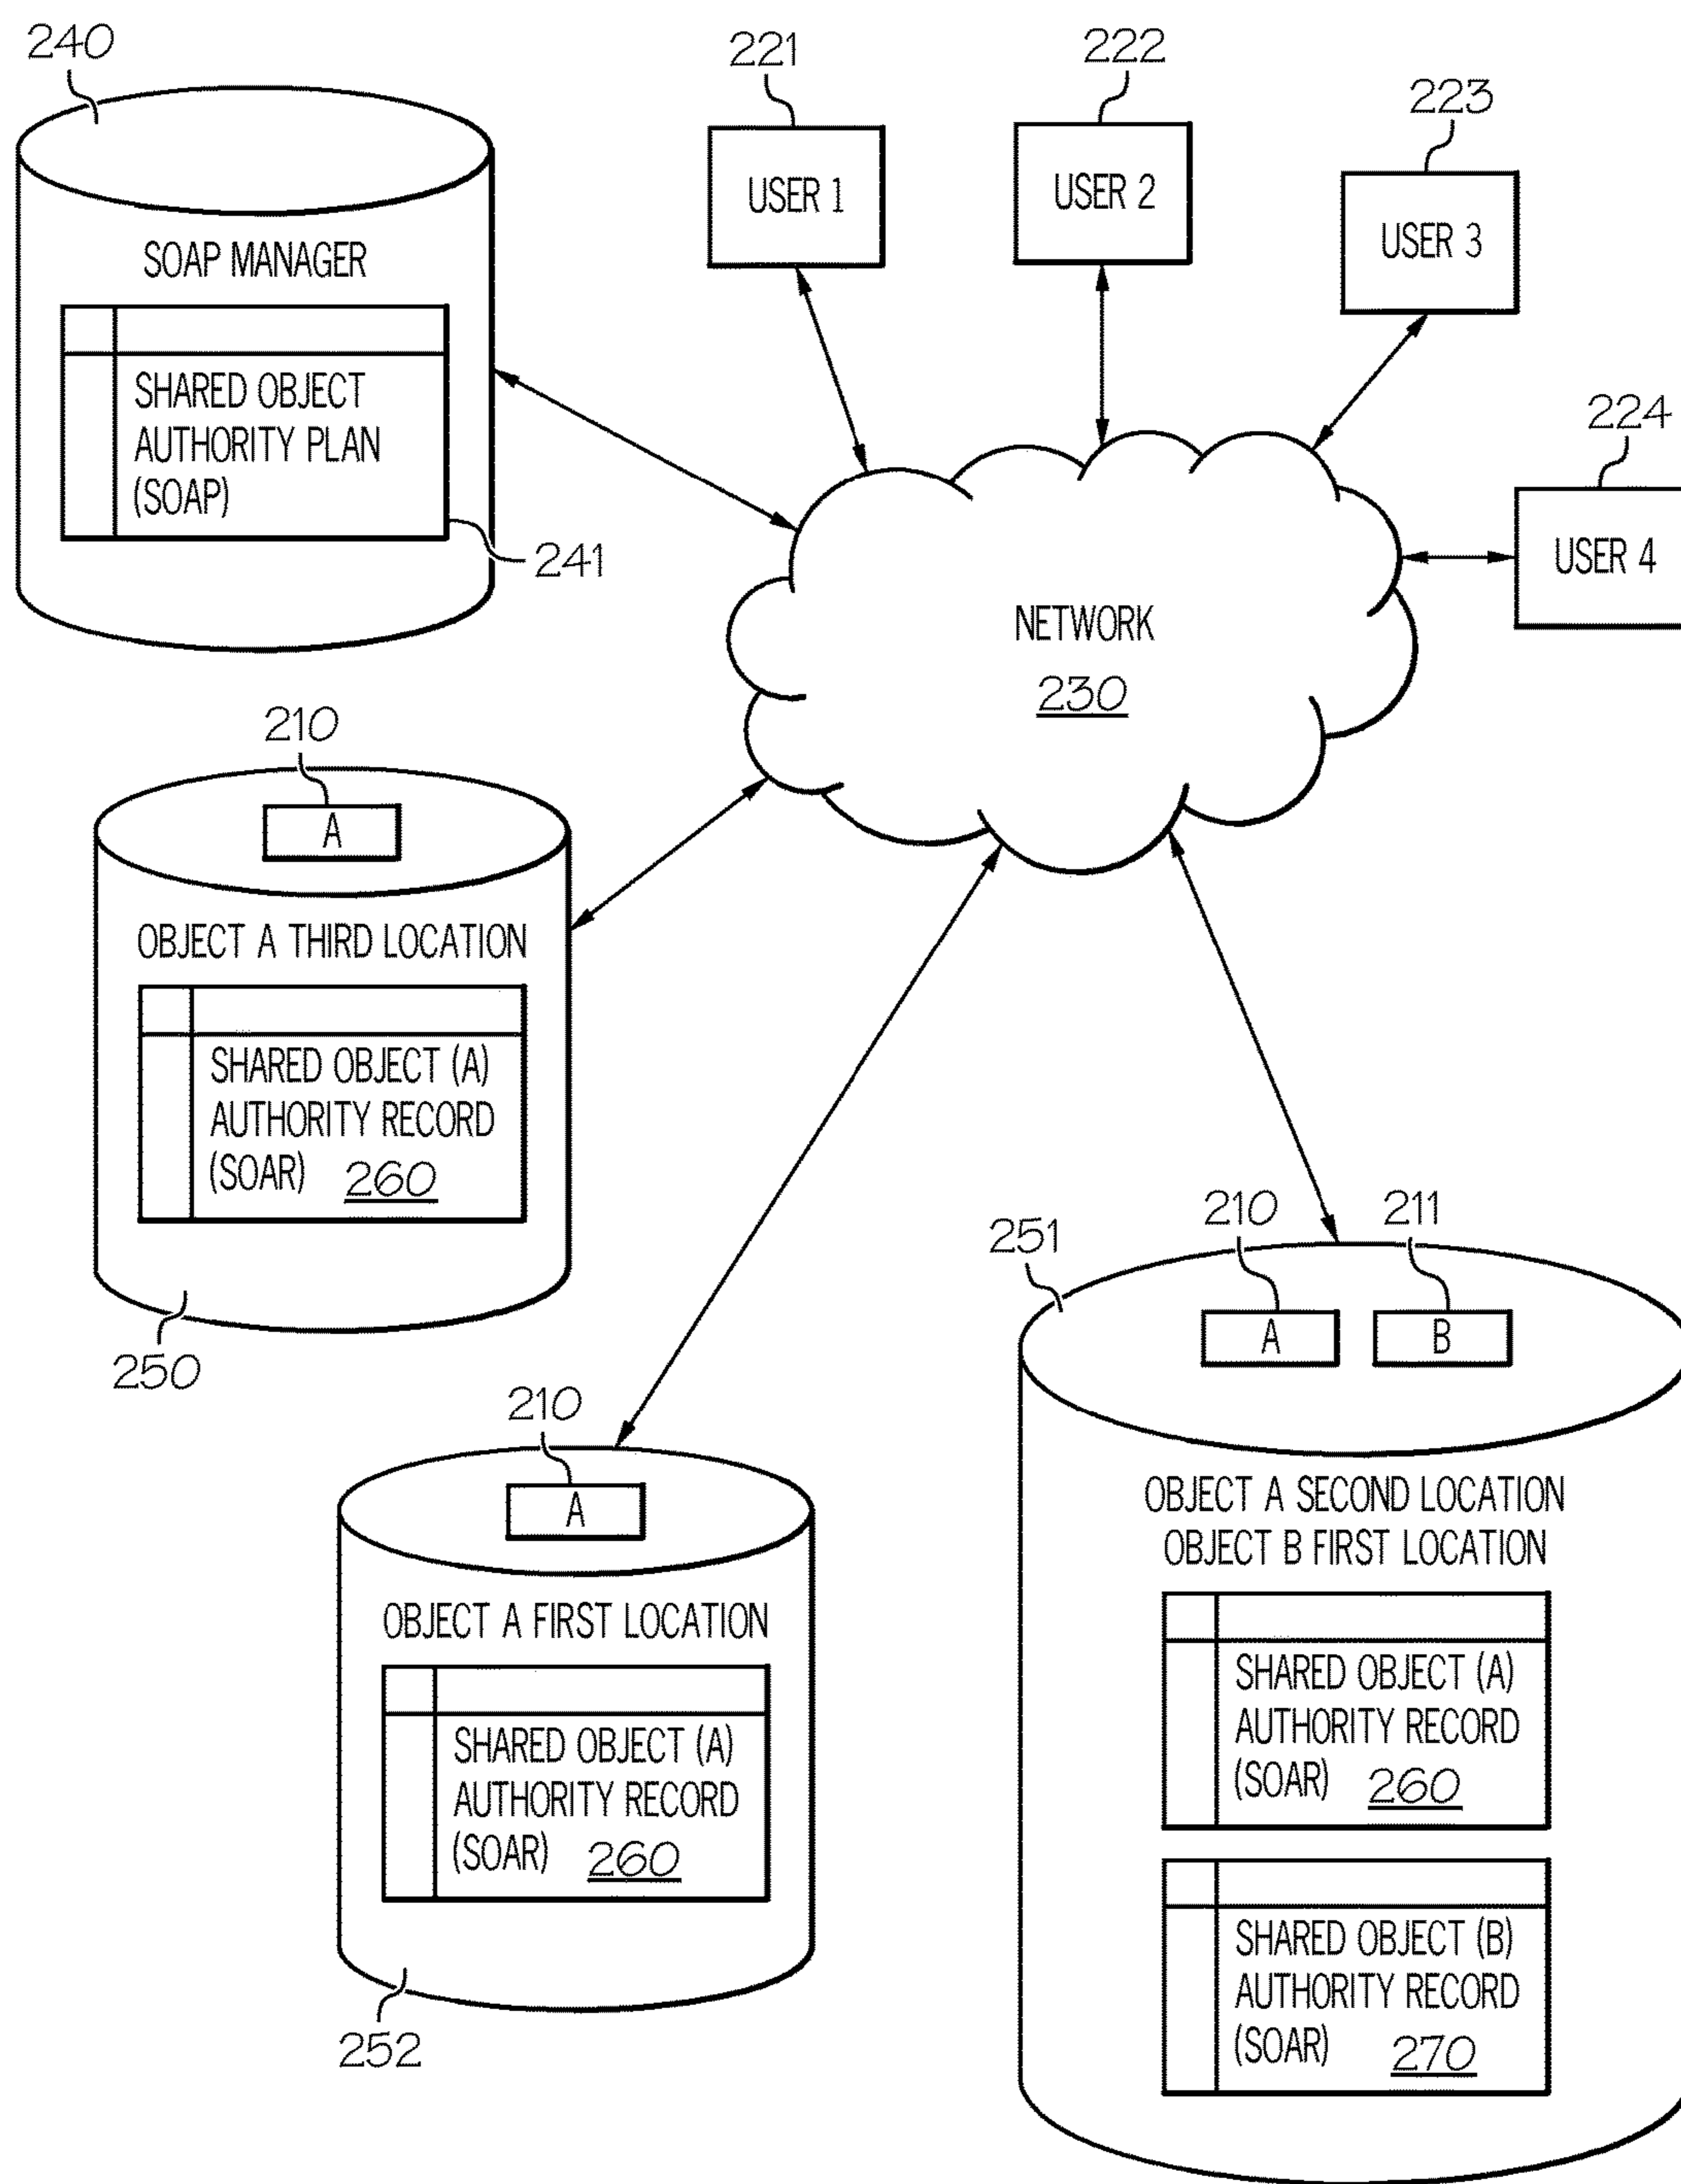 240
SOAP MANAGER
SHARED OBJECT
AUTHORITY PLAN
(SOAP)
241
221
USER 1
222
USER 2
223
USER 3
224
USER 4
NETWORK
230
210
A
OBJECT A THIRD LOCATION
SHARED OBJECT (A)
AUTHORITY RECORD
(SOAR) 260
250
210
A
OBJECT A FIRST LOCATION
SHARED OBJECT (A)
AUTHORITY RECORD
(SOAR) 260
252
251
210
211
A
B
OBJECT A SECOND LOCATION
OBJECT B FIRST LOCATION
SHARED OBJECT (A)
AUTHORITY RECORD
(SOAR) 260
SHARED OBJECT (B)
AUTHORITY RECORD
(SOAR) 270